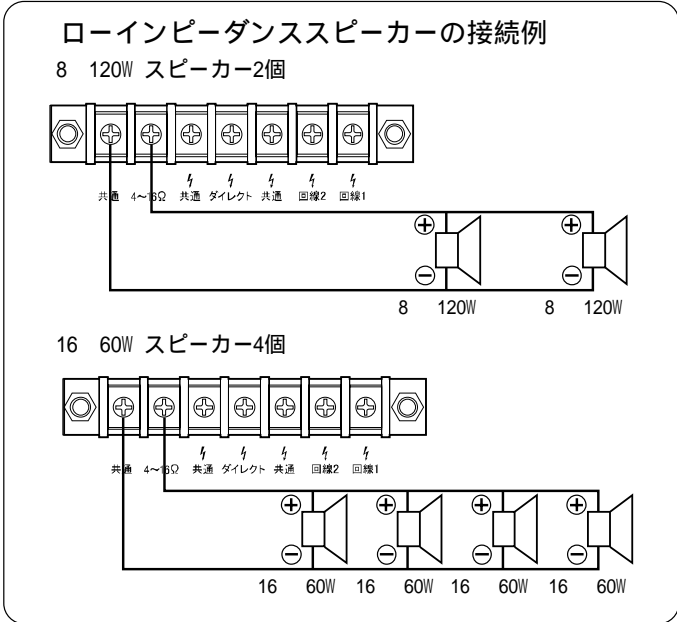 ローインピーダンススピーカーの接続例
8 120W スピーカー2個
共通 4～16Ω 共通 ダイレクト 共通 回線2 回線1
8 120W 8 120W
16 60W スピーカー4個
共通 4～16Ω 共通 ダイレクト 共通 回線2 回線1
16 60W 16 60W 16 60W 16 60W